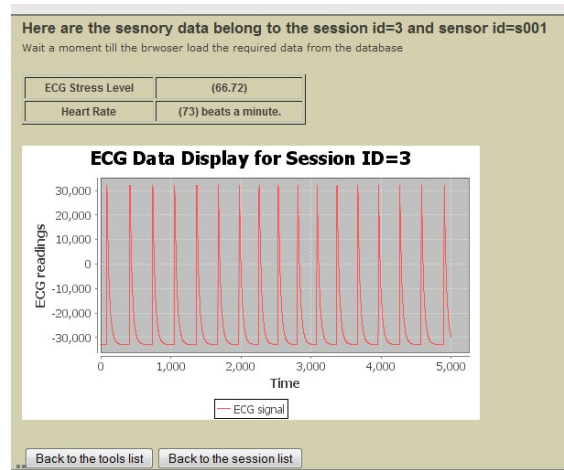 Here are the sesnory data belong to the session id=3 and sensor id=s001
Wait a moment till the brwoser load the required data from the database
ECG Stress Level (66.72)
Heart Rate (73) beats a minute.
ECG Data Display for Session ID=3
30,000
20,000
10,000
0
-10,000
-20,000
-30,000
ECG readings
0 1,000 2,000 3,000 4,000 5,000
Time
ECG signal
Back to the tools list Back to the session list